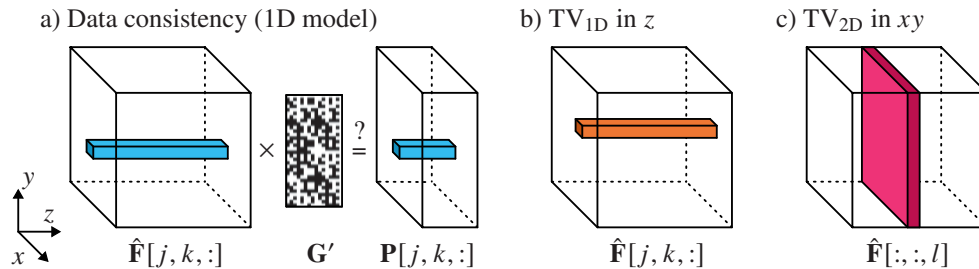 a) Data consistency (1D model)
b) TV₁D in z
c) TV₂D in xy
×
?
=
y
z
x
F̂[j, k, :]
G′
P[j, k, :]
F̂[j, k, :]
F̂[:, :, l]